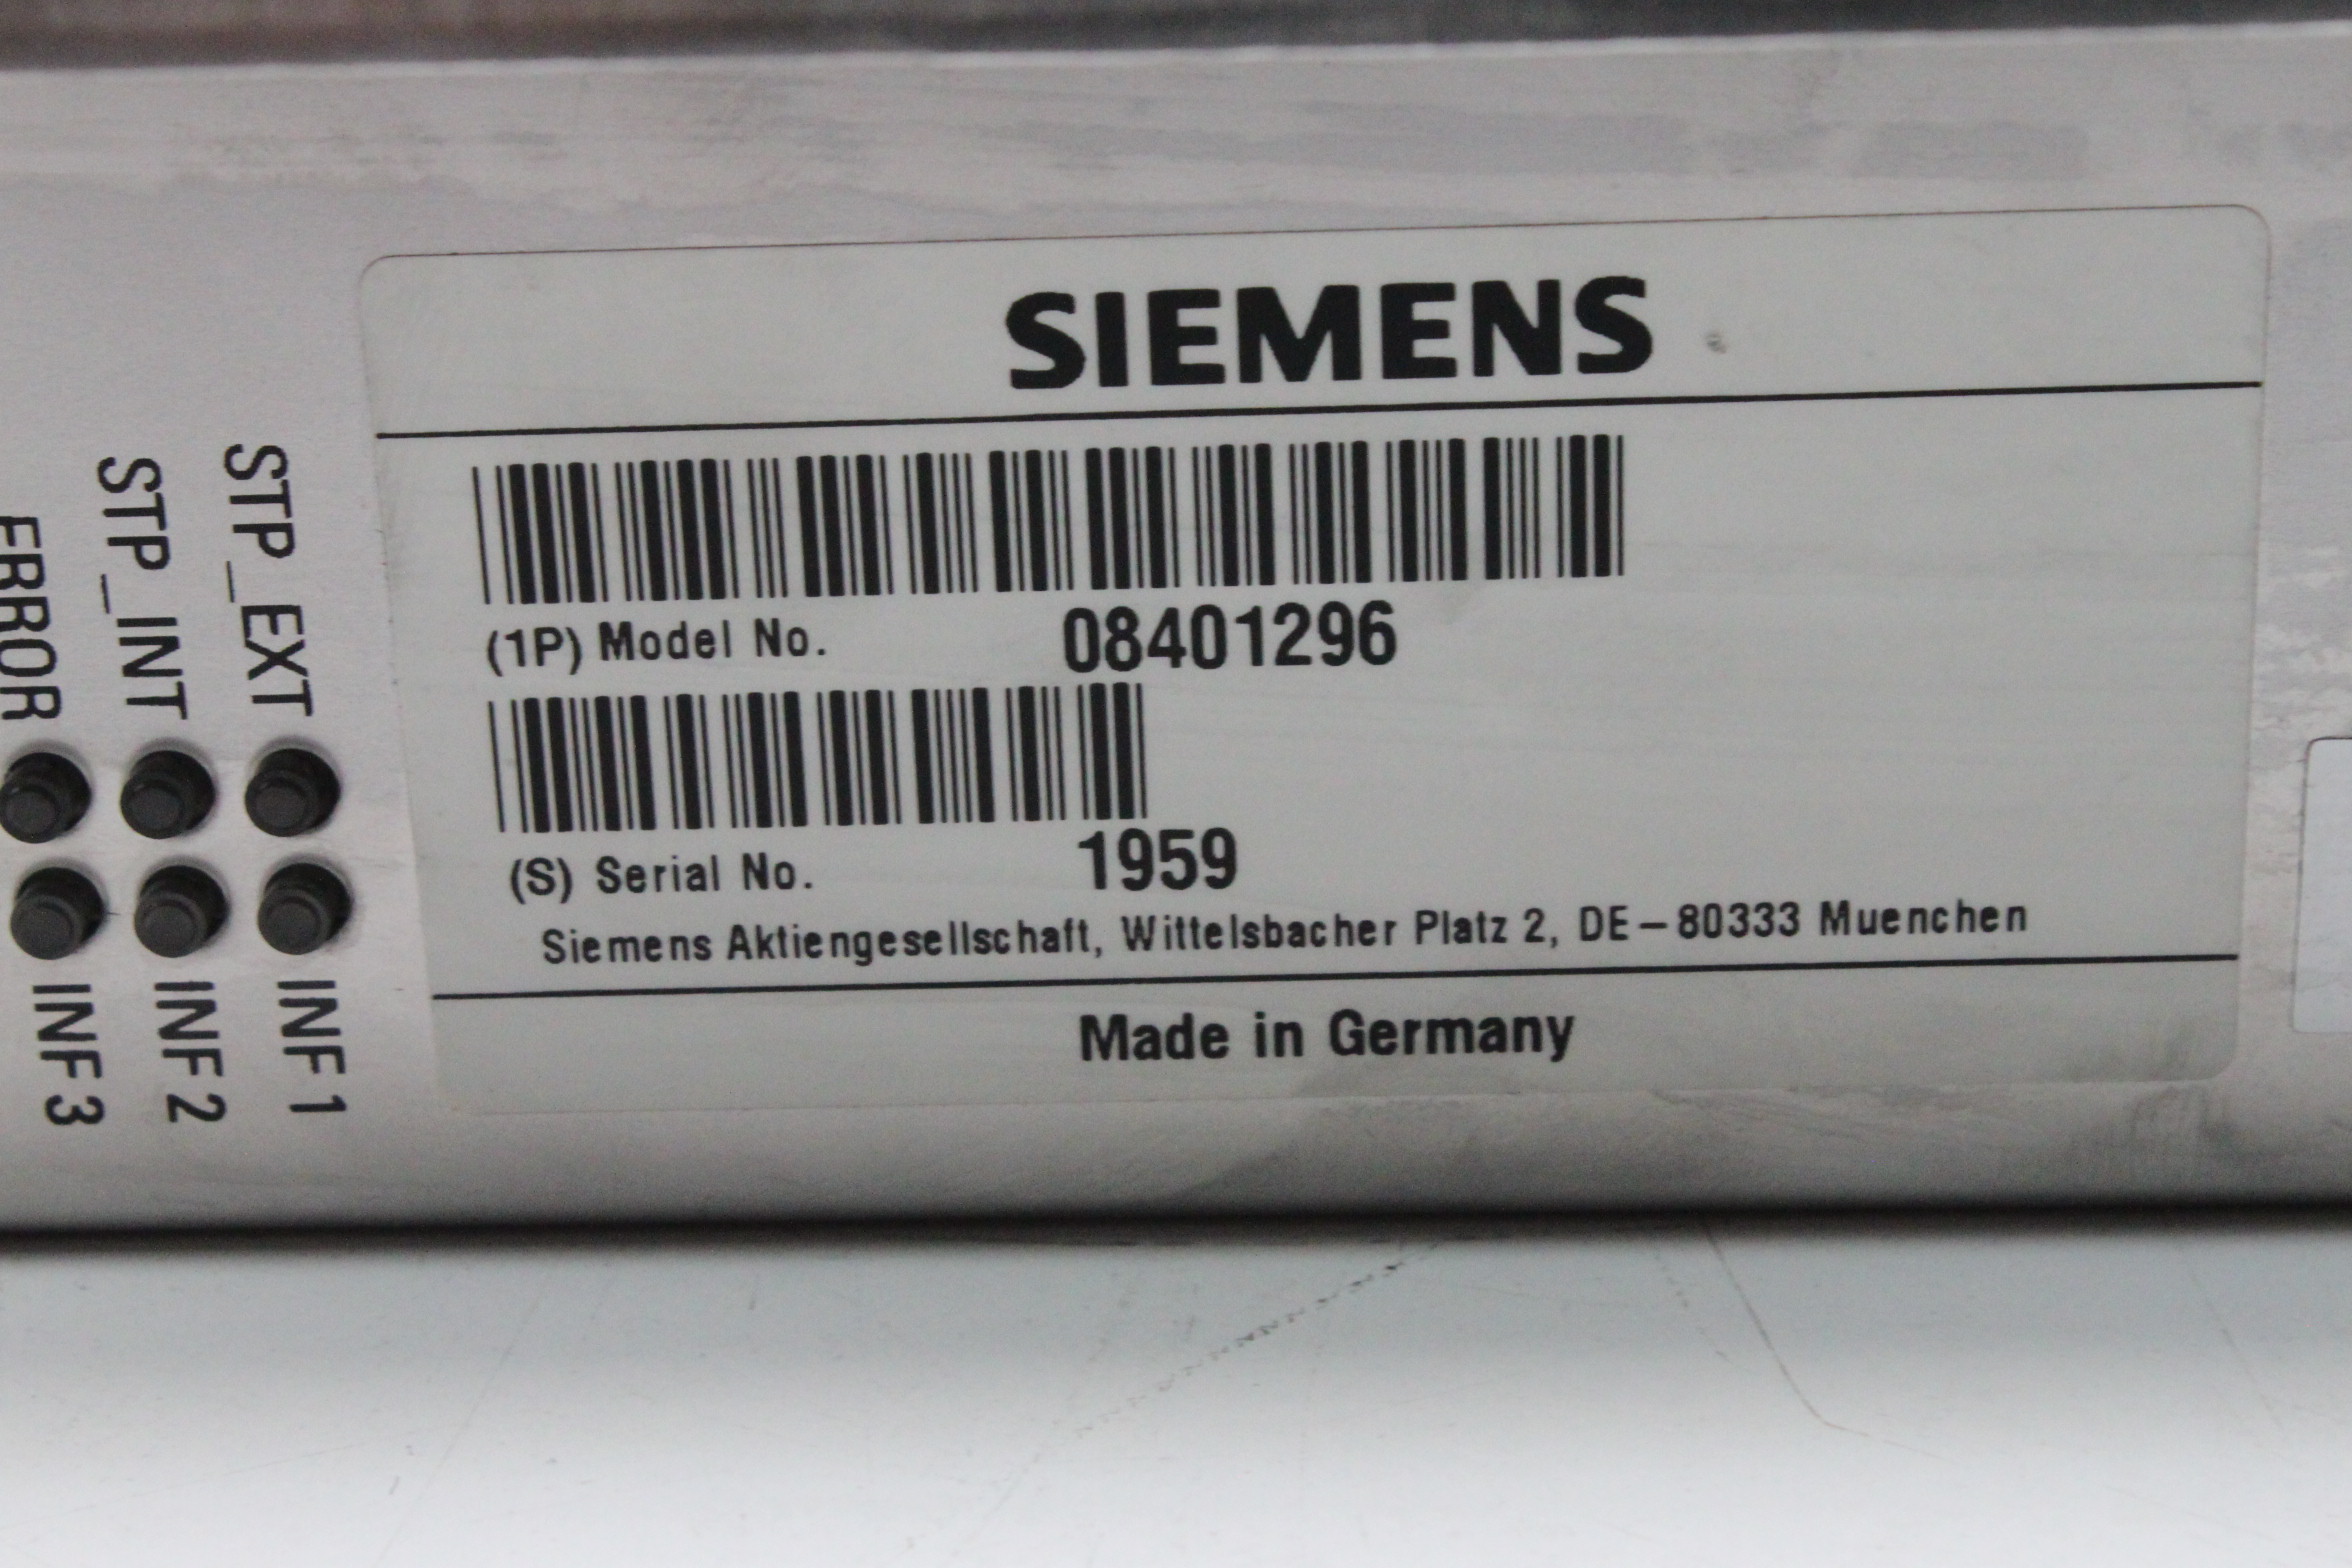 SIEMENS
(1P) Model No. 08401296
(S) Serial No. 1959
Siemens Aktiengesellschaft, Wittelsbacher Platz 2, DE-80333 Muenchen
Made in Germany
STP_EXT INF 1
STP_INT INF 2
ERROR INF 3